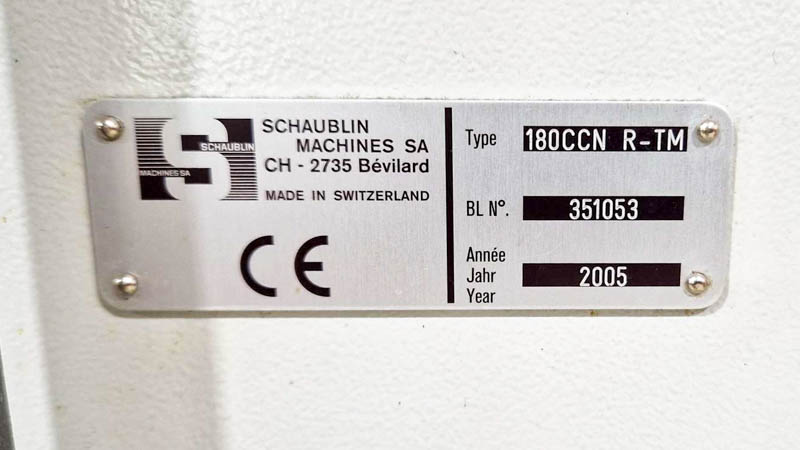 SCHAUBLIN
MACHINES SA
SCHAUBLIN
MACHINES SA
CH - 2735 Bévilard
MADE IN SWITZERLAND
CE
Type 180CCN R-TM
BL N°. 351053
Année
Jahr 2005
Year